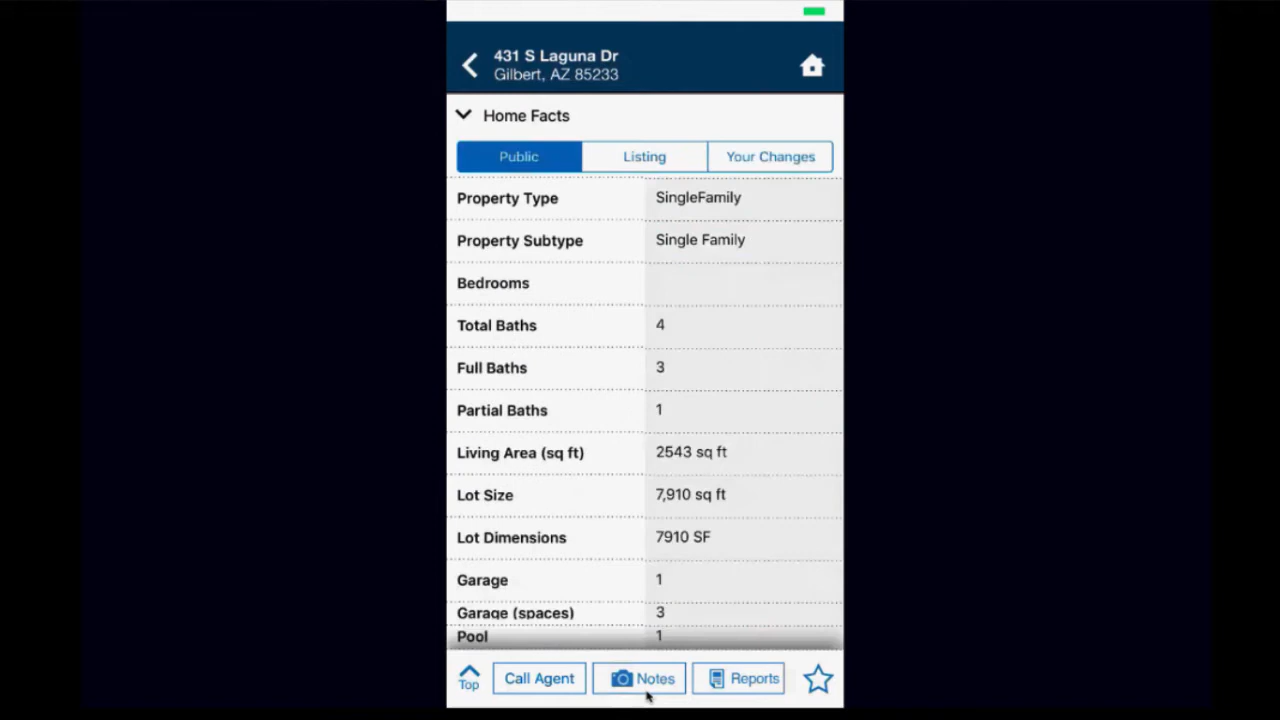 431 S Laguna Dr
Gilbert, AZ 85233
Home Facts
Public Listing Your Changes
Property Type SingleFamily
Property Subtype Single Family
Bedrooms
Total Baths 4
Full Baths 3
Partial Baths 1
Living Area (sq ft) 2543 sq ft
Lot Size 7,910 sq ft
Lot Dimensions 7910 SF
Garage 1
Garage (spaces) 3
Pool 1
Top Call Agent Notes Reports